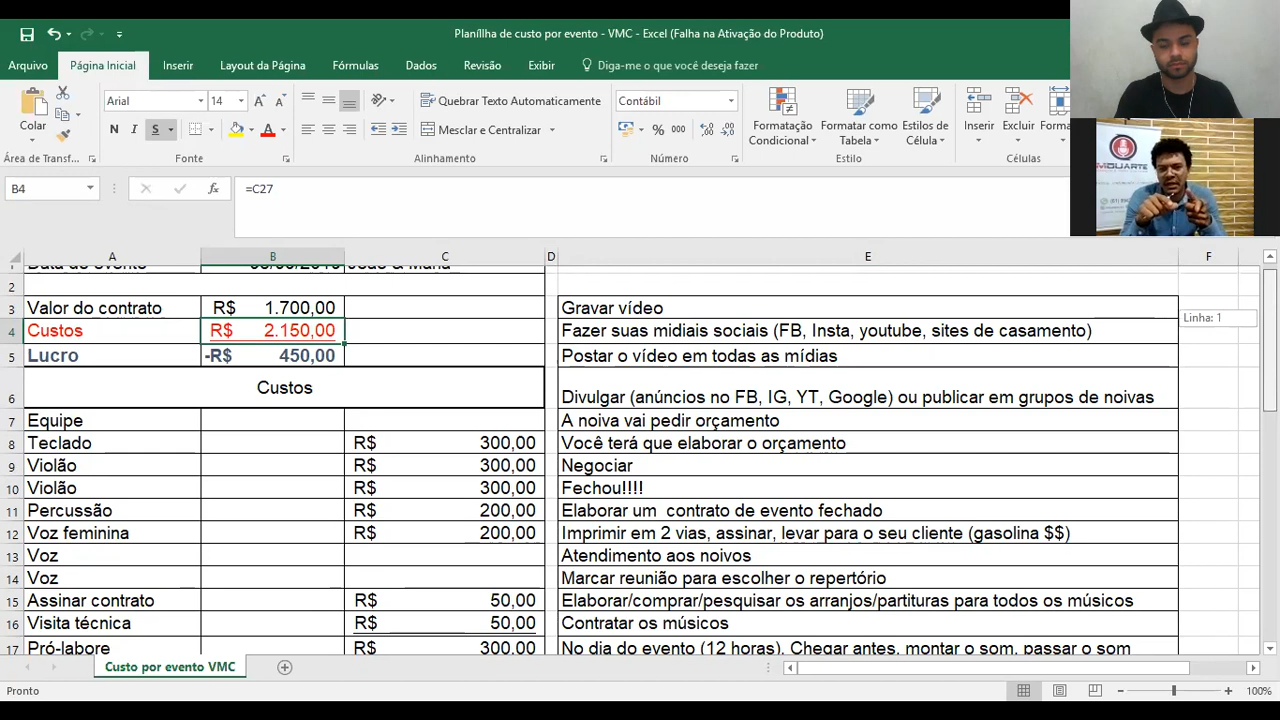 Planíllha de custo por evento - VMC - Excel (Falha na Ativação do Produto)
Arquivo Página Inicial Inserir Layout da Página Fórmulas Dados Revisão Exibir Diga-me o que você deseja fazer
Colar
Arial 14
N I S
Quebrar Texto Automaticamente
Mesclar e Centralizar
Contábil
% 000
Formatação Condicional
Formatar como Tabela
Estilos de Célula
Inserir Excluir Forma
Área de Transf... Fonte Alinhamento Número Estilo Células
MDUARTE
B4 fx =C27
A B C D E F
1 Data do evento João & Maria
2
3 Valor do contrato R$ 1.700,00 Gravar vídeo
Linha: 1
4 Custos R$ 2.150,00 Fazer suas midiais sociais (FB, Insta, youtube, sites de casamento)
5 Lucro -R$ 450,00 Postar o vídeo em todas as mídias
6 Custos Divulgar (anúncios no FB, IG, YT, Google) ou publicar em grupos de noivas
7 Equipe A noiva vai pedir orçamento
8 Teclado R$ 300,00 Você terá que elaborar o orçamento
9 Violão R$ 300,00 Negociar
10 Violão R$ 300,00 Fechou!!!!
11 Percussão R$ 200,00 Elaborar um contrato de evento fechado
12 Voz feminina R$ 200,00 Imprimir em 2 vias, assinar, levar para o seu cliente (gasolina $$)
13 Voz Atendimento aos noivos
14 Voz Marcar reunião para escolher o repertório
15 Assinar contrato R$ 50,00 Elaborar/comprar/pesquisar os arranjos/partituras para todos os músicos
16 Visita técnica R$ 50,00 Contratar os músicos
17 Pró-labore R$ 300,00 No dia do evento (12 horas). Chegar antes, montar o som, passar o som
Custo por evento VMC
Pronto 100%